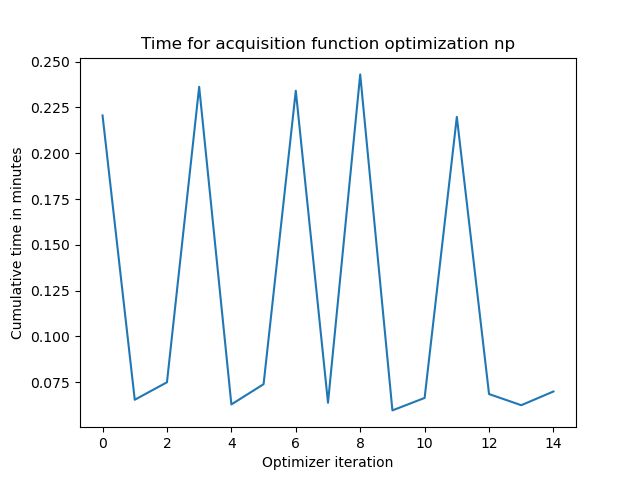 Time for acquisition function optimization np
0.250
0.225
0.200
0.175
0.150
0.125
0.100
0.075
Cumulative time in minutes
0 2 4 6 8 10 12 14
Optimizer iteration